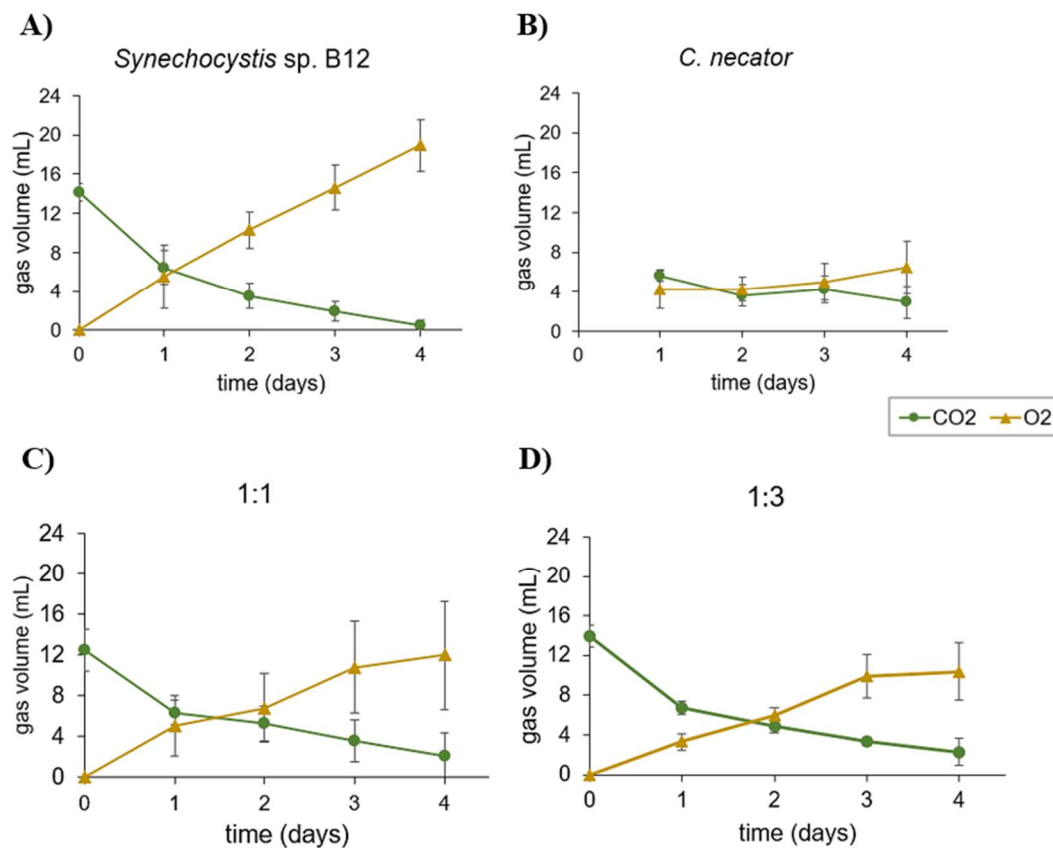 A)
Synechocystis sp. B12
24
20
16
12
8
4
0
gas volume (mL)
0 1 2 3 4
time (days)
B)
C. necator
24
20
16
12
8
4
0
gas volume (mL)
0 1 2 3 4
time (days)
CO2 O2
C)
1:1
24
20
16
12
8
4
0
gas volume (mL)
0 1 2 3 4
time (days)
D)
1:3
24
20
16
12
8
4
0
gas volume (mL)
0 1 2 3 4
time (days)